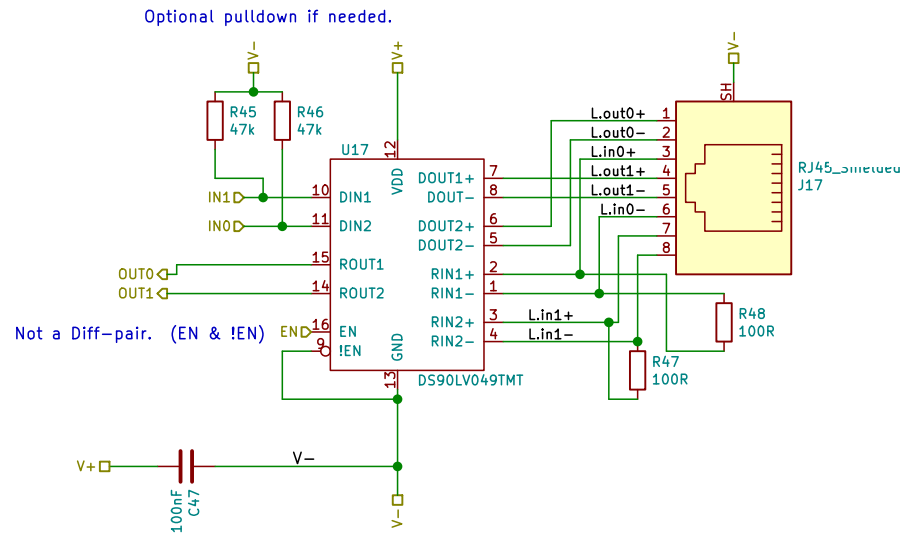 Optional pulldown if needed.
V-
V+
V-
R45
47k
R46
47k
U17
12
VDD
SH
L.out0+ 1
L.out0- 2
L.in0+ 3
L.out1+ 4
L.out1- 5
L.in0- 6
7
8
RJ45_Shielded
J17
IN1 10 DIN1
IN0 11 DIN2
OUT0 15 ROUT1
OUT1 14 ROUT2
Not a Diff-pair. (EN & !EN)
EN 16 EN
9 !EN
GND
13
DOUT1+ 7
DOUT- 8
DOUT2+ 6
DOUT2- 5
RIN1+ 2
RIN1- 1
RIN2+ 3 L.in1+
RIN2- 4 L.in1-
DS90LV049TMT
R48
100R
R47
100R
V+
100nF
C47
V-
V-